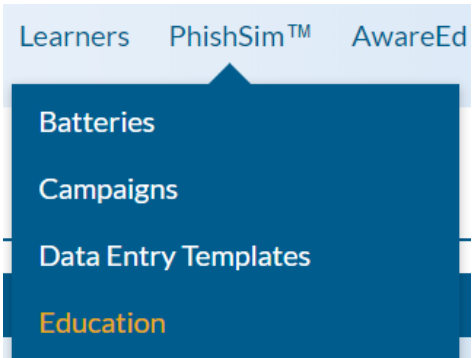 Learners PhishSim™ AwareEd
Batteries
Campaigns
Data Entry Templates
Education